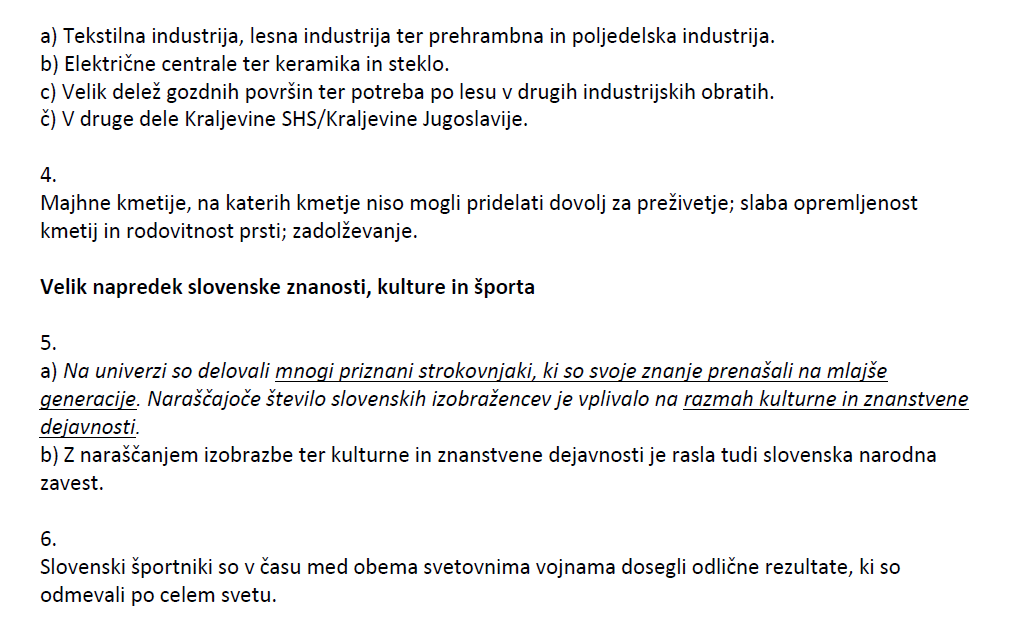 a) Tekstilna industrija, lesna industrija ter prehrambna in poljedelska industrija.
b) Električne centrale ter keramika in steklo.
c) Velik delež gozdnih površin ter potreba po lesu v drugih industrijskih obratih.
č) V druge dele Kraljevine SHS/Kraljevine Jugoslavije.
4.
Majhne kmetije, na katerih kmetje niso mogli pridelati dovolj za preživetje; slaba opremljenost
kmetij in rodovitnost prsti; zadolževanje.
Velik napredek slovenske znanosti, kulture in športa
5.
a) Na univerzi so delovali mnogi priznani strokovnjaki, ki so svoje znanje prenašali na mlajše
generacije. Naraščajoče število slovenskih izobražencev je vplivalo na razmah kulturne in znanstvene
dejavnosti.
b) Z naraščanjem izobrazbe ter kulturne in znanstvene dejavnosti je rasla tudi slovenska narodna
zavest.
6.
Slovenski športniki so v času med obema svetovnima vojnama dosegli odlične rezultate, ki so
odmevali po celem svetu.